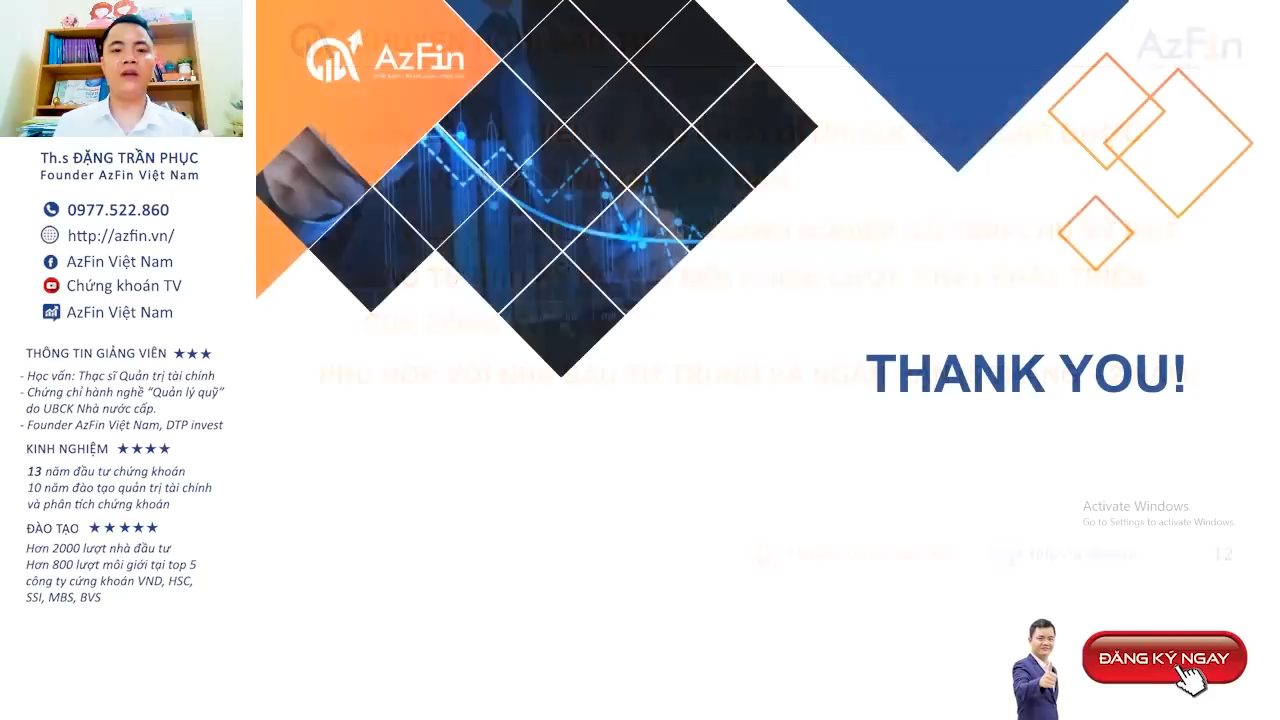 Th.s ĐẶNG TRẦN PHỤC
Founder AzFin Việt Nam
0977.522.860
http://azfin.vn/
AzFin Việt Nam
Chứng khoán TV
AzFin Việt Nam
THÔNG TIN GIẢNG VIÊN ★★★
- Học vấn: Thạc sĩ Quản trị tài chính
- Chứng chỉ hành nghề “Quản lý quỹ”
do UBCK Nhà nước cấp.
- Founder AzFin Việt Nam, DTP invest
KINH NGHIỆM ★★★★
13 năm đầu tư chứng khoán
10 năm đào tạo quản trị tài chính
và phân tích chứng khoán
ĐÀO TẠO ★★★★★
Hơn 2000 lượt nhà đầu tư
Hơn 800 lượt môi giới tại top 5
công ty cứng khoán VND, HSC,
SSI, MBS, BVS
AzFin
AzFin
THANK YOU!
Activate Windows
Go to Settings to activate Windows.
12
ĐĂNG KÝ NGAY